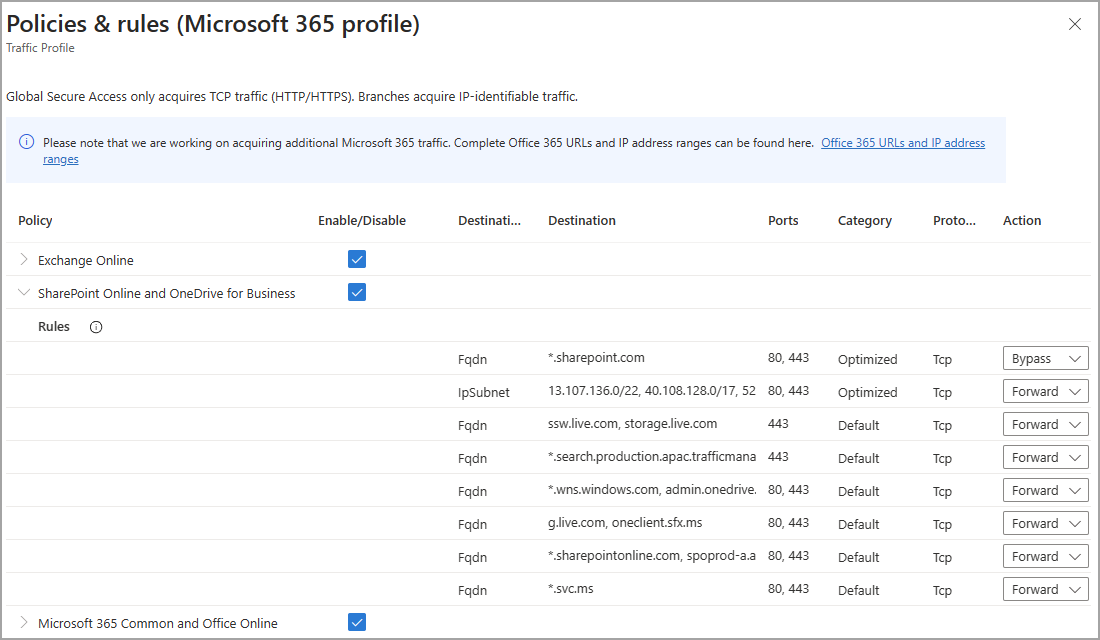 Policies & rules (Microsoft 365 profile)
Traffic Profile
Global Secure Access only acquires TCP traffic (HTTP/HTTPS). Branches acquire IP-identifiable traffic.
Please note that we are working on acquiring additional Microsoft 365 traffic. Complete Office 365 URLs and IP address ranges can be found here. Office 365 URLs and IP address
ranges
Policy Enable/Disable Destinati... Destination Ports Category Proto... Action
Exchange Online
SharePoint Online and OneDrive for Business
Rules
Fqdn *.sharepoint.com 80, 443 Optimized Tcp Bypass
IpSubnet 13.107.136.0/22, 40.108.128.0/17, 52 80, 443 Optimized Tcp Forward
Fqdn ssw.live.com, storage.live.com 443 Default Tcp Forward
Fqdn *.search.production.apac.trafficmana 443 Default Tcp Forward
Fqdn *.wns.windows.com, admin.onedrive. 80, 443 Default Tcp Forward
Fqdn g.live.com, oneclient.sfx.ms 80, 443 Default Tcp Forward
Fqdn *.sharepointonline.com, spoprod-a.a 80, 443 Default Tcp Forward
Fqdn *.svc.ms 80, 443 Default Tcp Forward
Microsoft 365 Common and Office Online